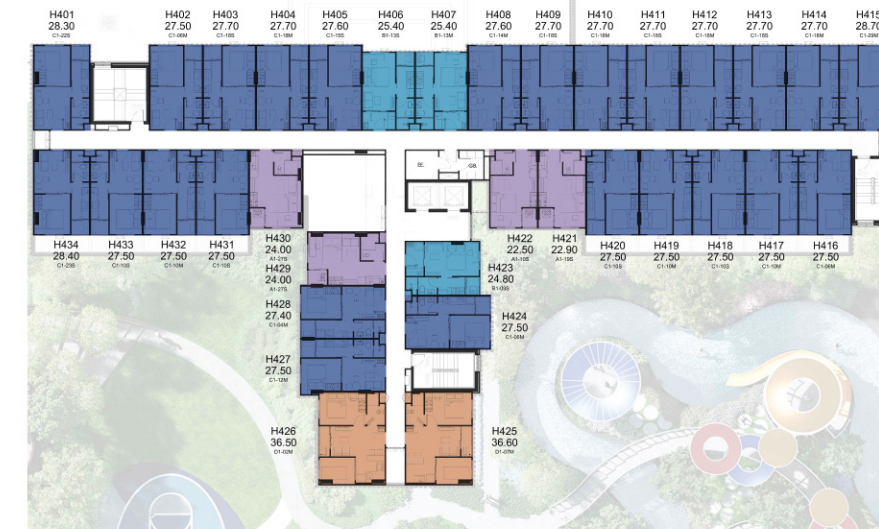 H401
28.30
C1-22S
H402
27.50
C1-06M
H403
27.70
C1-18S
H404
27.70
C1-18M
H405
27.60
C1-15S
H406
25.40
B1-13S
H407
25.40
B1-13M
H408
27.60
C1-14M
H409
27.70
C1-18S
H410
27.70
C1-18M
H411
27.70
C1-18S
H412
27.70
C1-18M
H413
27.70
C1-18S
H414
27.70
C1-18M
H415
28.70
EE.
GB.
H434
28.40
C1-23S
H433
27.50
C1-10S
H432
27.50
C1-10M
H431
27.50
C1-10S
H430
24.00
A1-27S
H429
24.00
A1-27S
H428
27.40
C1-04M
H427
27.50
C1-12M
H426
36.50
D1-02M
H422
22.50
A1-10S
H421
22.90
A1-19S
H420
27.50
C1-10S
H419
27.50
C1-10M
H418
27.50
C1-10S
H417
27.50
C1-10M
H416
27.50
C1-06M
H423
24.80
B1-09S
H424
27.50
C1-06M
H425
36.60
D1-07M